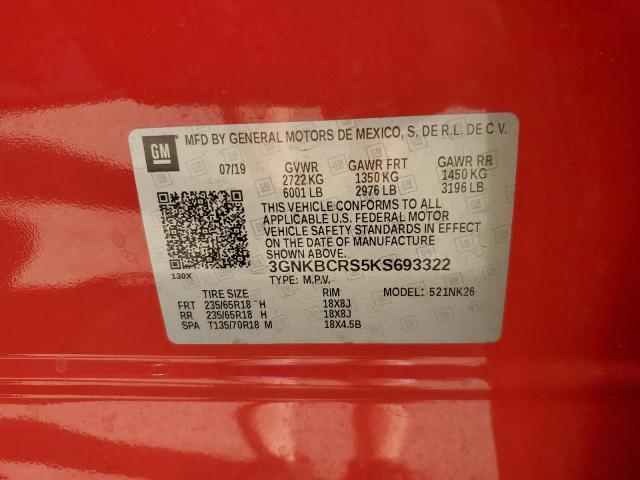 GM
MFD BY GENERAL MOTORS DE MEXICO, S. DE R.L. DE C V.
07/19 GVWR GAWR FRT GAWR RR
2722 KG 1350 KG 1450 KG
6001 LB 2976 LB 3196 LB
THIS VEHICLE CONFORMS TO ALL
APPLICABLE U.S. FEDERAL MOTOR
VEHICLE SAFETY STANDARDS IN EFFECT
ON THE DATE OF MANUFACTURE
SHOWN ABOVE.
130X
3GNKBCRS5KS693322
TYPE: M.P.V.
TIRE SIZE RIM MODEL: 521NK26
FRT 235/65R18 H 18X8J
RR 235/65R18 H 18X8J
SPA T135/70R18 M 18X4.5B